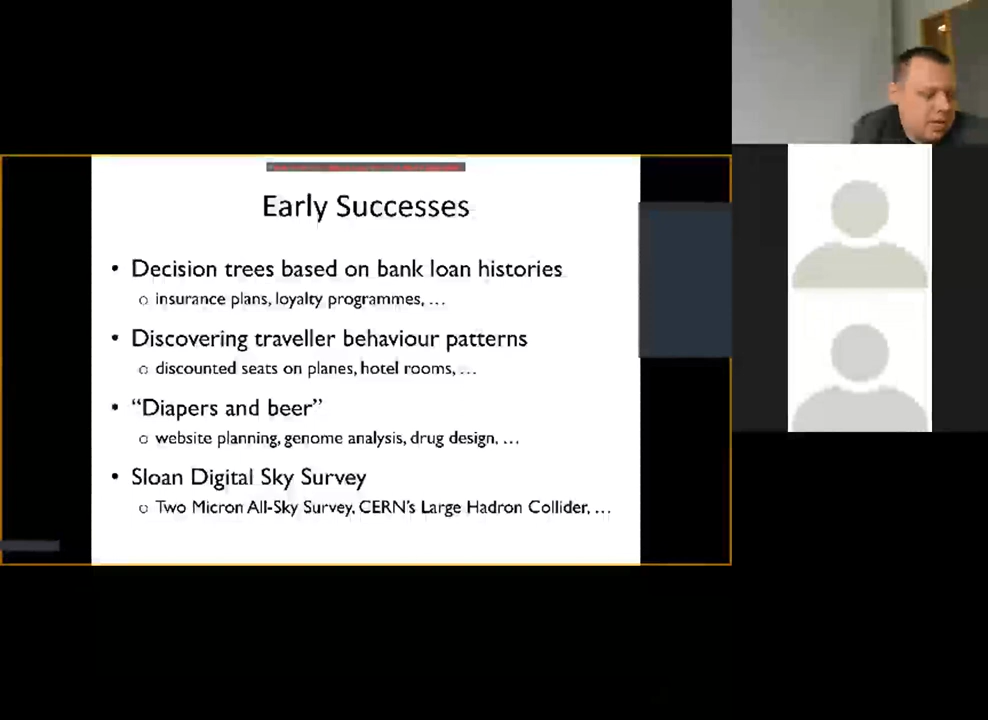 Early Successes
• Decision trees based on bank loan histories
o insurance plans, loyalty programmes, …
• Discovering traveller behaviour patterns
o discounted seats on planes, hotel rooms, …
• “Diapers and beer”
o website planning, genome analysis, drug design, …
• Sloan Digital Sky Survey
o Two Micron All-Sky Survey, CERN’s Large Hadron Collider, …